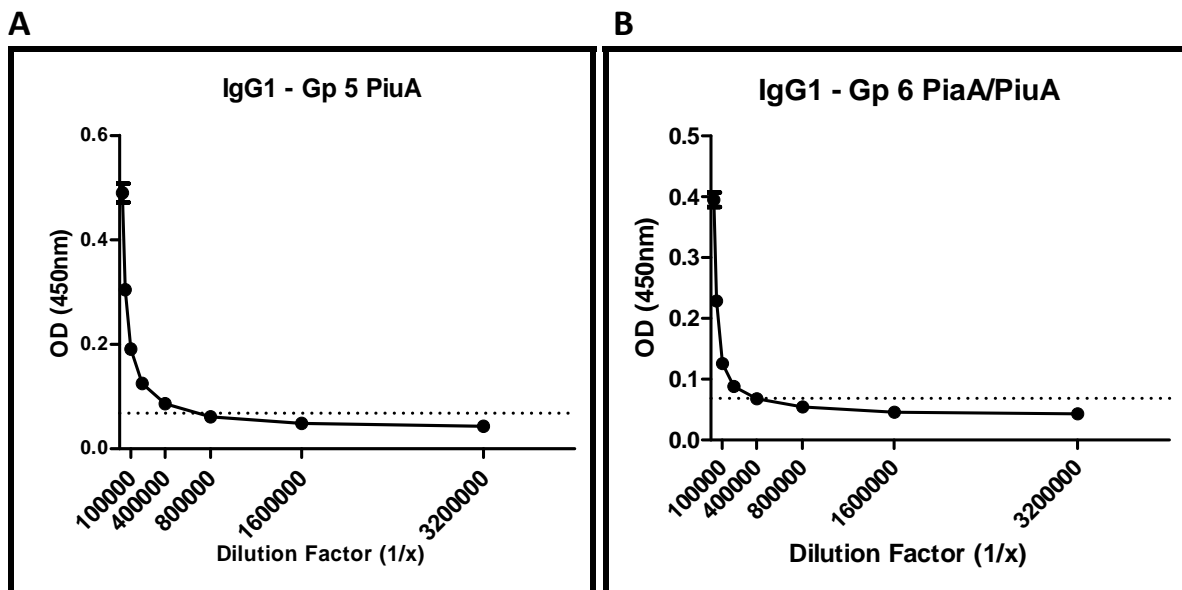 A
IgG1 - Gp 5 PiuA
OD (450nm)
0.6
0.4
0.2
0.0
100000
400000
800000
1600000
3200000
Dilution Factor (1/x)
B
IgG1 - Gp 6 PiaA/PiuA
OD (450nm)
0.5
0.4
0.3
0.2
0.1
0.0
100000
400000
800000
1600000
3200000
Dilution Factor (1/x)